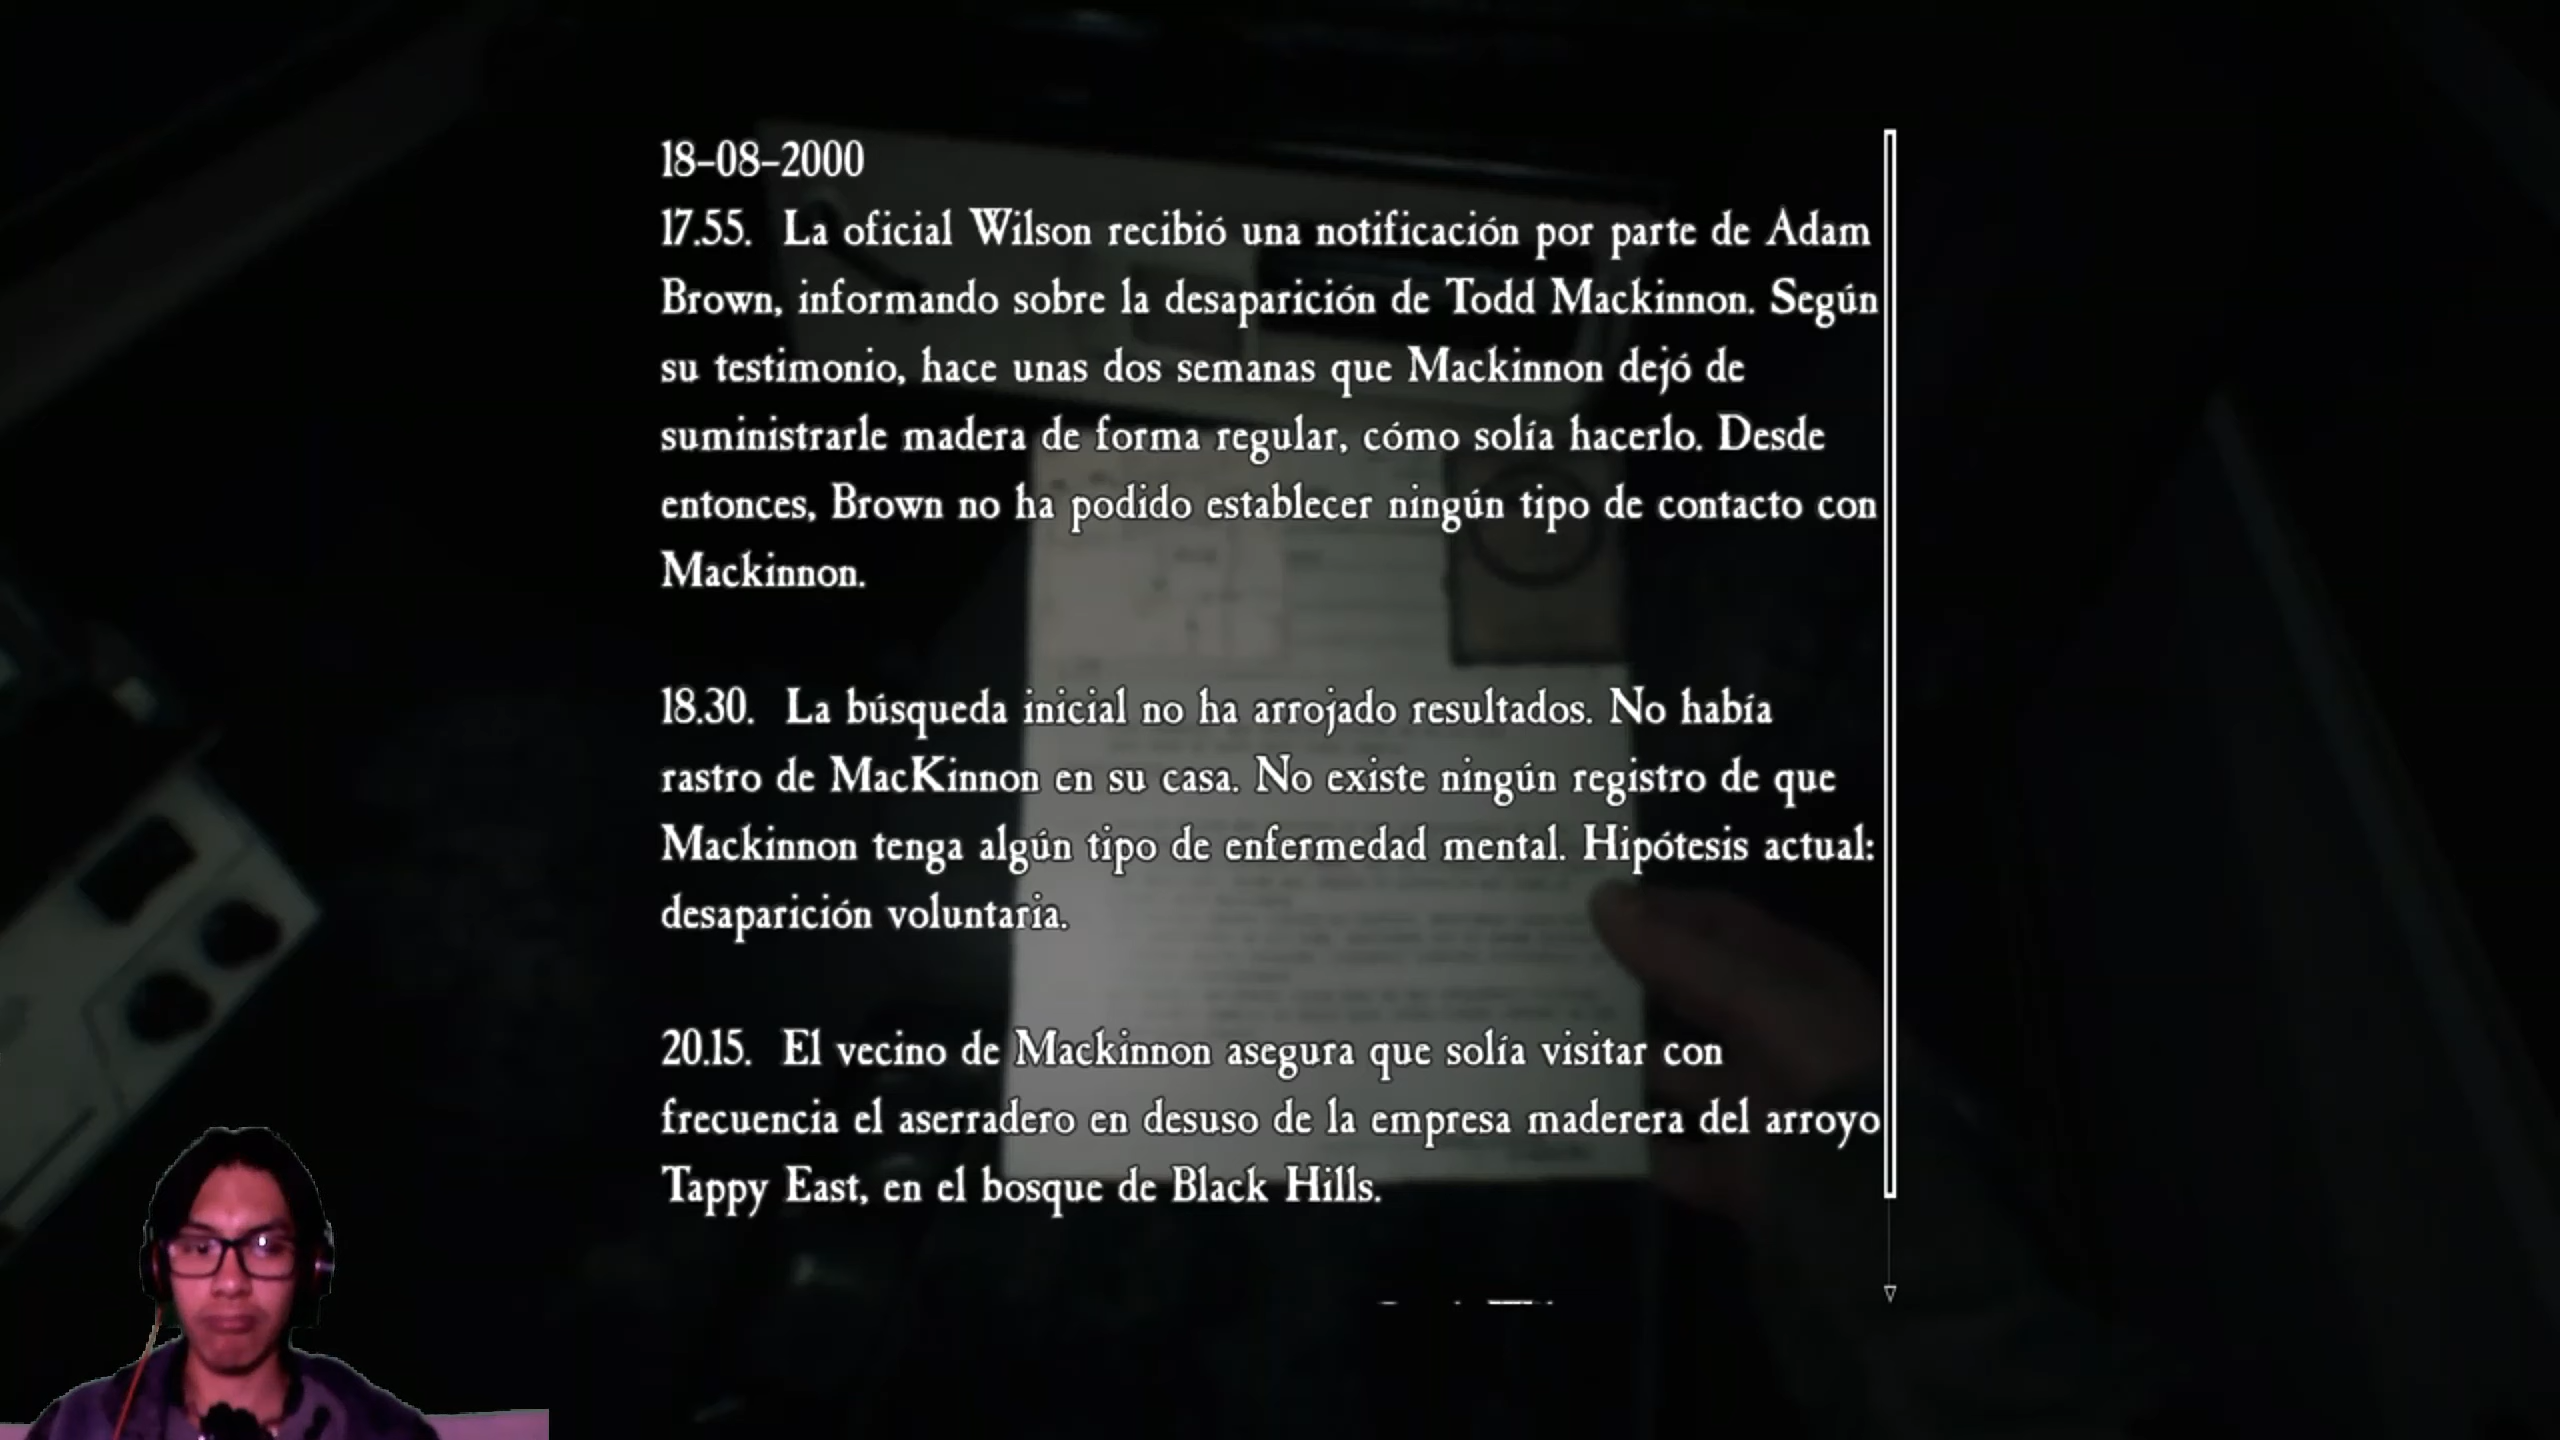 18-08-2000
17.55. La oficial Wilson recibió una notificación por parte de Adam
Brown, informando sobre la desaparición de Todd Mackinnon. Según
su testimonio, hace unas dos semanas que Mackinnon dejó de
suministrarle madera de forma regular, cómo solía hacerlo. Desde
entonces, Brown no ha podido establecer ningún tipo de contacto con
Mackinnon.
18.30. La búsqueda inicial no ha arrojado resultados. No había
rastro de MacKinnon en su casa. No existe ningún registro de que
Mackinnon tenga algún tipo de enfermedad mental. Hipótesis actual:
desaparición voluntaria.
20.15. El vecino de Mackinnon asegura que solía visitar con
frecuencia el aserradero en desuso de la empresa maderera del arroyo
Tappy East, en el bosque de Black Hills.